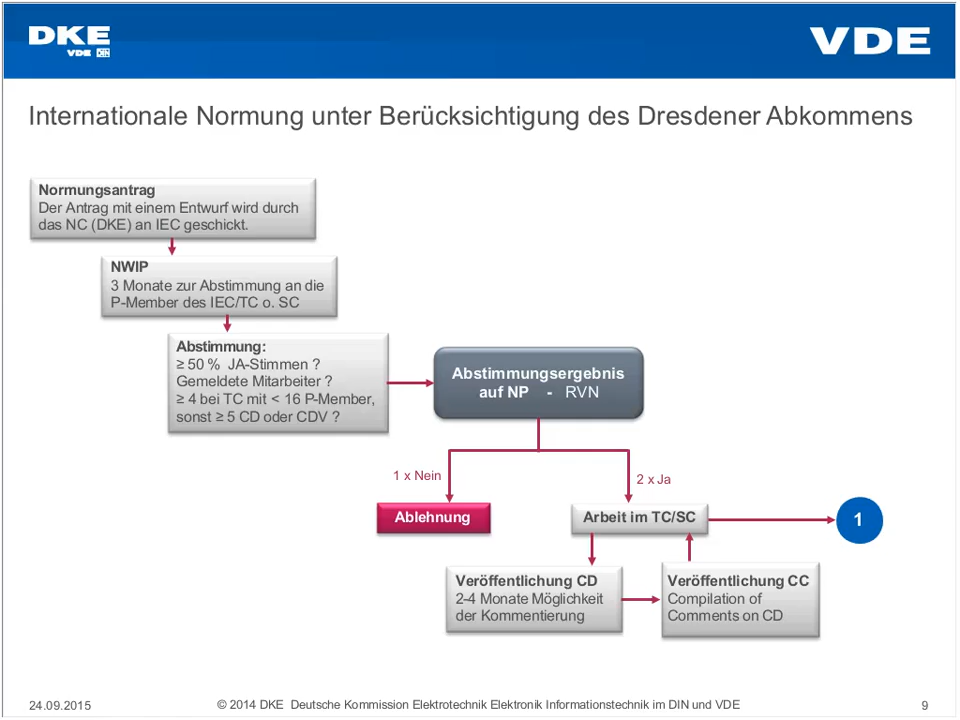 DKE
VDE DIN
VDE
Internationale Normung unter Berücksichtigung des Dresdener Abkommens
Normungsantrag
Der Antrag mit einem Entwurf wird durch
das NC (DKE) an IEC geschickt.
NWIP
3 Monate zur Abstimmung an die
P-Member des IEC/TC o. SC
Abstimmung:
≥ 50 % JA-Stimmen ?
Gemeldete Mitarbeiter ?
≥ 4 bei TC mit < 16 P-Member,
sonst ≥ 5 CD oder CDV ?
Abstimmungsergebnis
auf NP - RVN
1 x Nein
2 x Ja
Ablehnung
Arbeit im TC/SC
1
Veröffentlichung CD
2-4 Monate Möglichkeit
der Kommentierung
Veröffentlichung CC
Compilation of
Comments on CD
24.09.2015
© 2014 DKE Deutsche Kommission Elektrotechnik Elektronik Informationstechnik im DIN und VDE
9